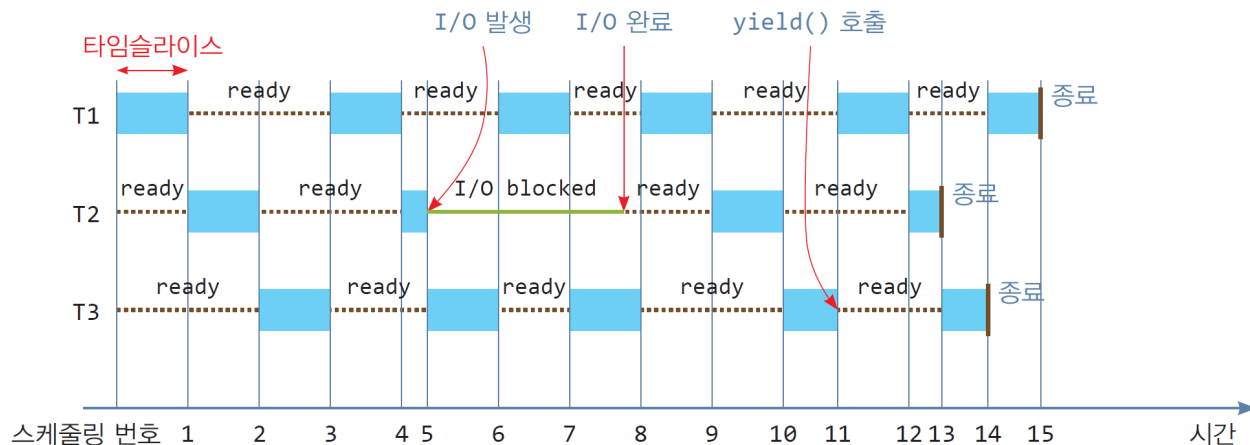 I/O 발생 I/O 완료 yield() 호출
타임슬라이스
ready ready ready ready ready 종료
T1
ready ready I/O blocked ready ready 종료
T2
ready ready ready ready ready 종료
T3
스케줄링 번호 1 2 3 4 5 6 7 8 9 10 11 12 13 14 15 시간